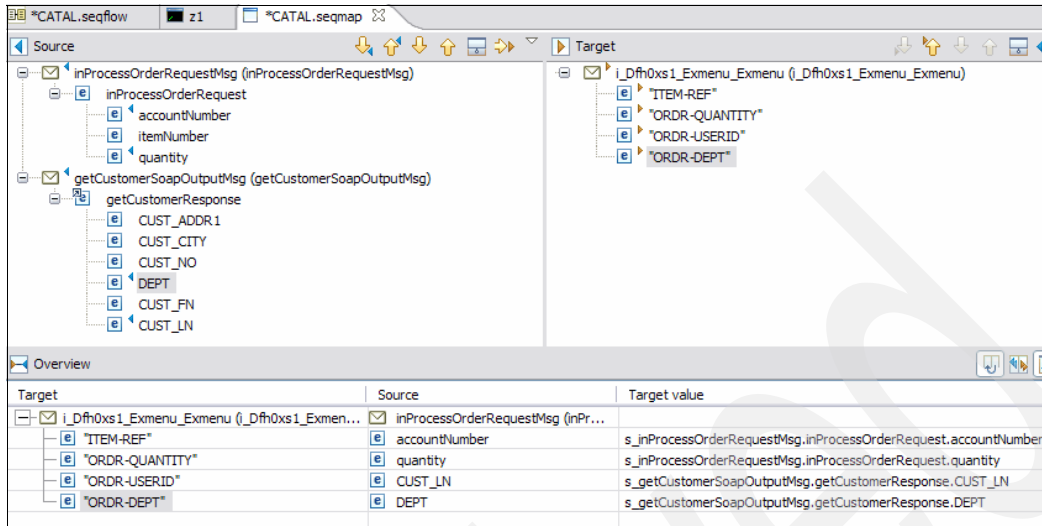 *CATAL.seqflow z1 *CATAL.seqmap
Source Target
inProcessOrderRequestMsg (inProcessOrderRequestMsg)
inProcessOrderRequest
accountNumber
itemNumber
quantity
getCustomerSoapOutputMsg (getCustomerSoapOutputMsg)
getCustomerResponse
CUST_ADDR1
CUST_CITY
CUST_NO
DEPT
CUST_FN
CUST_LN
i_Dfh0xs1_Exmenu_Exmenu (i_Dfh0xs1_Exmenu_Exmenu)
"ITEM-REF"
"ORDR-QUANTITY"
"ORDR-USERID"
"ORDR-DEPT"
Overview
Target Source Target value
i_Dfh0xs1_Exmenu_Exmenu (i_Dfh0xs1_Exmen... inProcessOrderRequestMsg (inPr...
"ITEM-REF" accountNumber s_inProcessOrderRequestMsg.inProcessOrderRequest.accountNumber
"ORDR-QUANTITY" quantity s_inProcessOrderRequestMsg.inProcessOrderRequest.quantity
"ORDR-USERID" CUST_LN s_getCustomerSoapOutputMsg.getCustomerResponse.CUST_LN
"ORDR-DEPT" DEPT s_getCustomerSoapOutputMsg.getCustomerResponse.DEPT